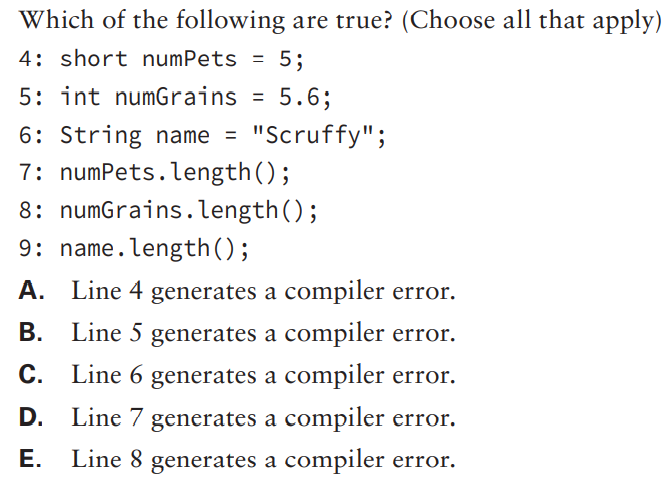 Which of the following are true? (Choose all that apply)
4: short numPets = 5;
5: int numGrains = 5.6;
6: String name = "Scruffy";
7: numPets.length();
8: numGrains.length();
9: name.length();
A. Line 4 generates a compiler error.
B. Line 5 generates a compiler error.
C. Line 6 generates a compiler error.
D. Line 7 generates a compiler error.
E. Line 8 generates a compiler error.